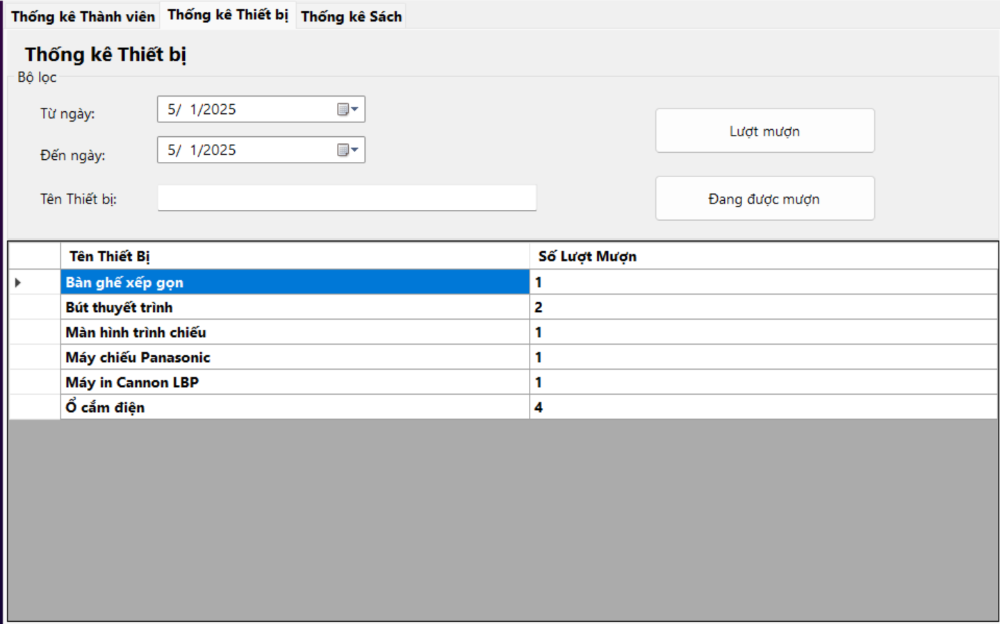 Thống kê Thành viên Thống kê Thiết bị Thống kê Sách
Thống kê Thiết bị
Bộ lọc
Từ ngày: 5/ 1/2025
Lượt mượn
Đến ngày: 5/ 1/2025
Tên Thiết bị:
Đang được mượn
Tên Thiết Bị Số Lượt Mượn
Bàn ghế xếp gọn 1
Bút thuyết trình 2
Màn hình trình chiếu 1
Máy chiếu Panasonic 1
Máy in Cannon LBP 1
Ổ cắm điện 4